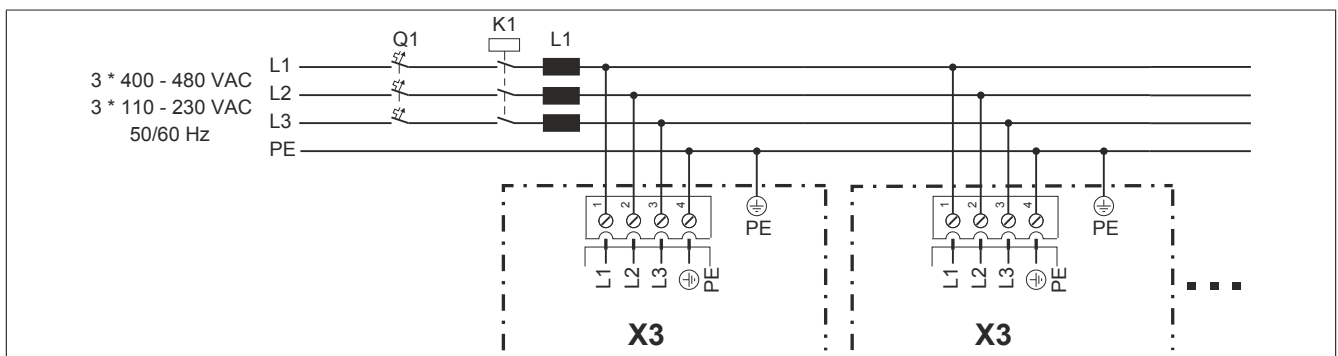 Q1
K1
L1
3 * 400 - 480 VAC
3 * 110 - 230 VAC
50/60 Hz
L1
L2
L3
PE
1 2 3 4
PE
L1 L2 L3 PE
X3
1 2 3 4
PE
L1 L2 L3 PE
X3